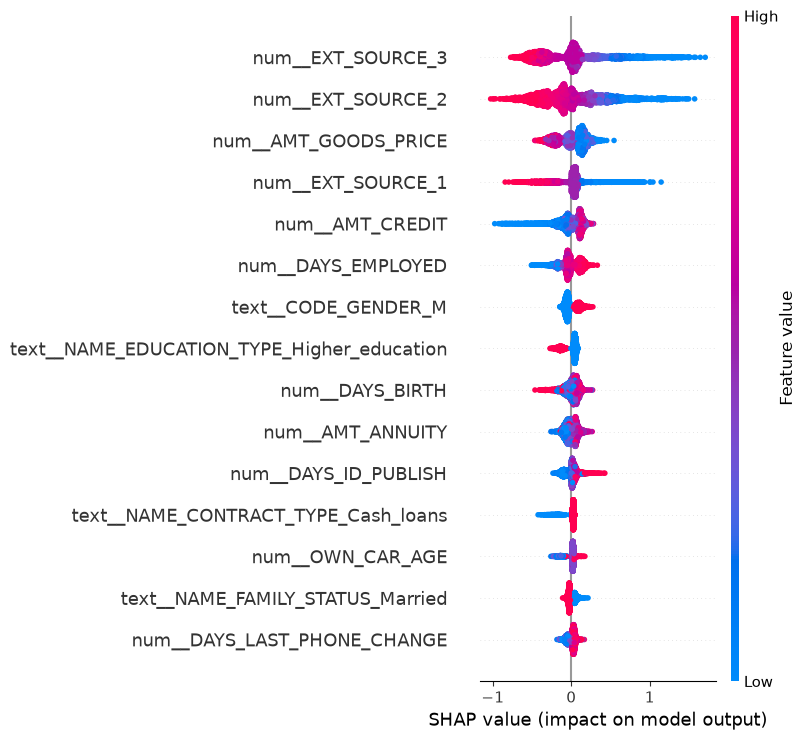 High
num__EXT_SOURCE_3
num__EXT_SOURCE_2
num__AMT_GOODS_PRICE
num__EXT_SOURCE_1
num__AMT_CREDIT
num__DAYS_EMPLOYED
text__CODE_GENDER_M
text__NAME_EDUCATION_TYPE_Higher_education
num__DAYS_BIRTH
num__AMT_ANNUITY
num__DAYS_ID_PUBLISH
text__NAME_CONTRACT_TYPE_Cash_loans
num__OWN_CAR_AGE
text__NAME_FAMILY_STATUS_Married
num__DAYS_LAST_PHONE_CHANGE
Feature value
Low
−1 0 1
SHAP value (impact on model output)